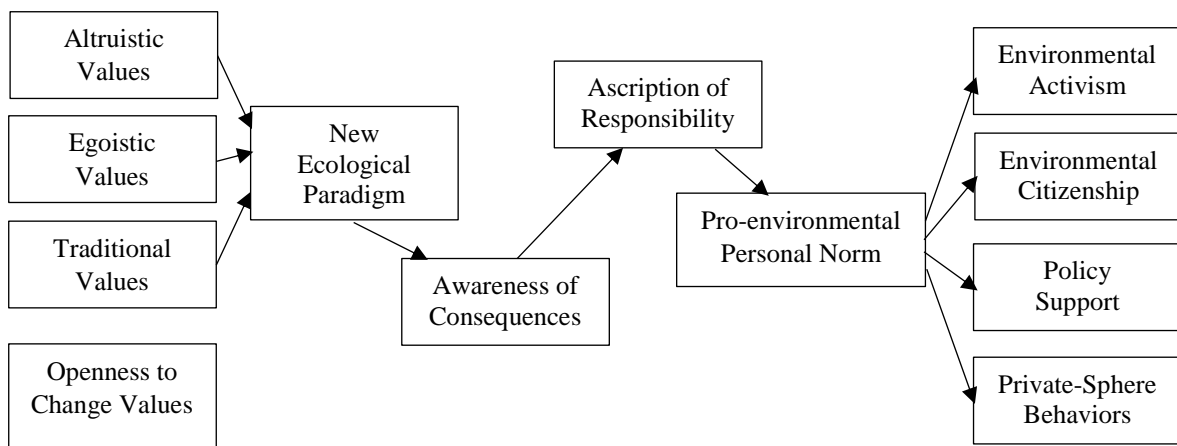 Altruistic
Values
Egoistic
Values
Traditional
Values
Openness to
Change Values
New
Ecological
Paradigm
Awareness of
Consequences
Ascription of
Responsibility
Pro-environmental
Personal Norm
Environmental
Activism
Environmental
Citizenship
Policy
Support
Private-Sphere
Behaviors